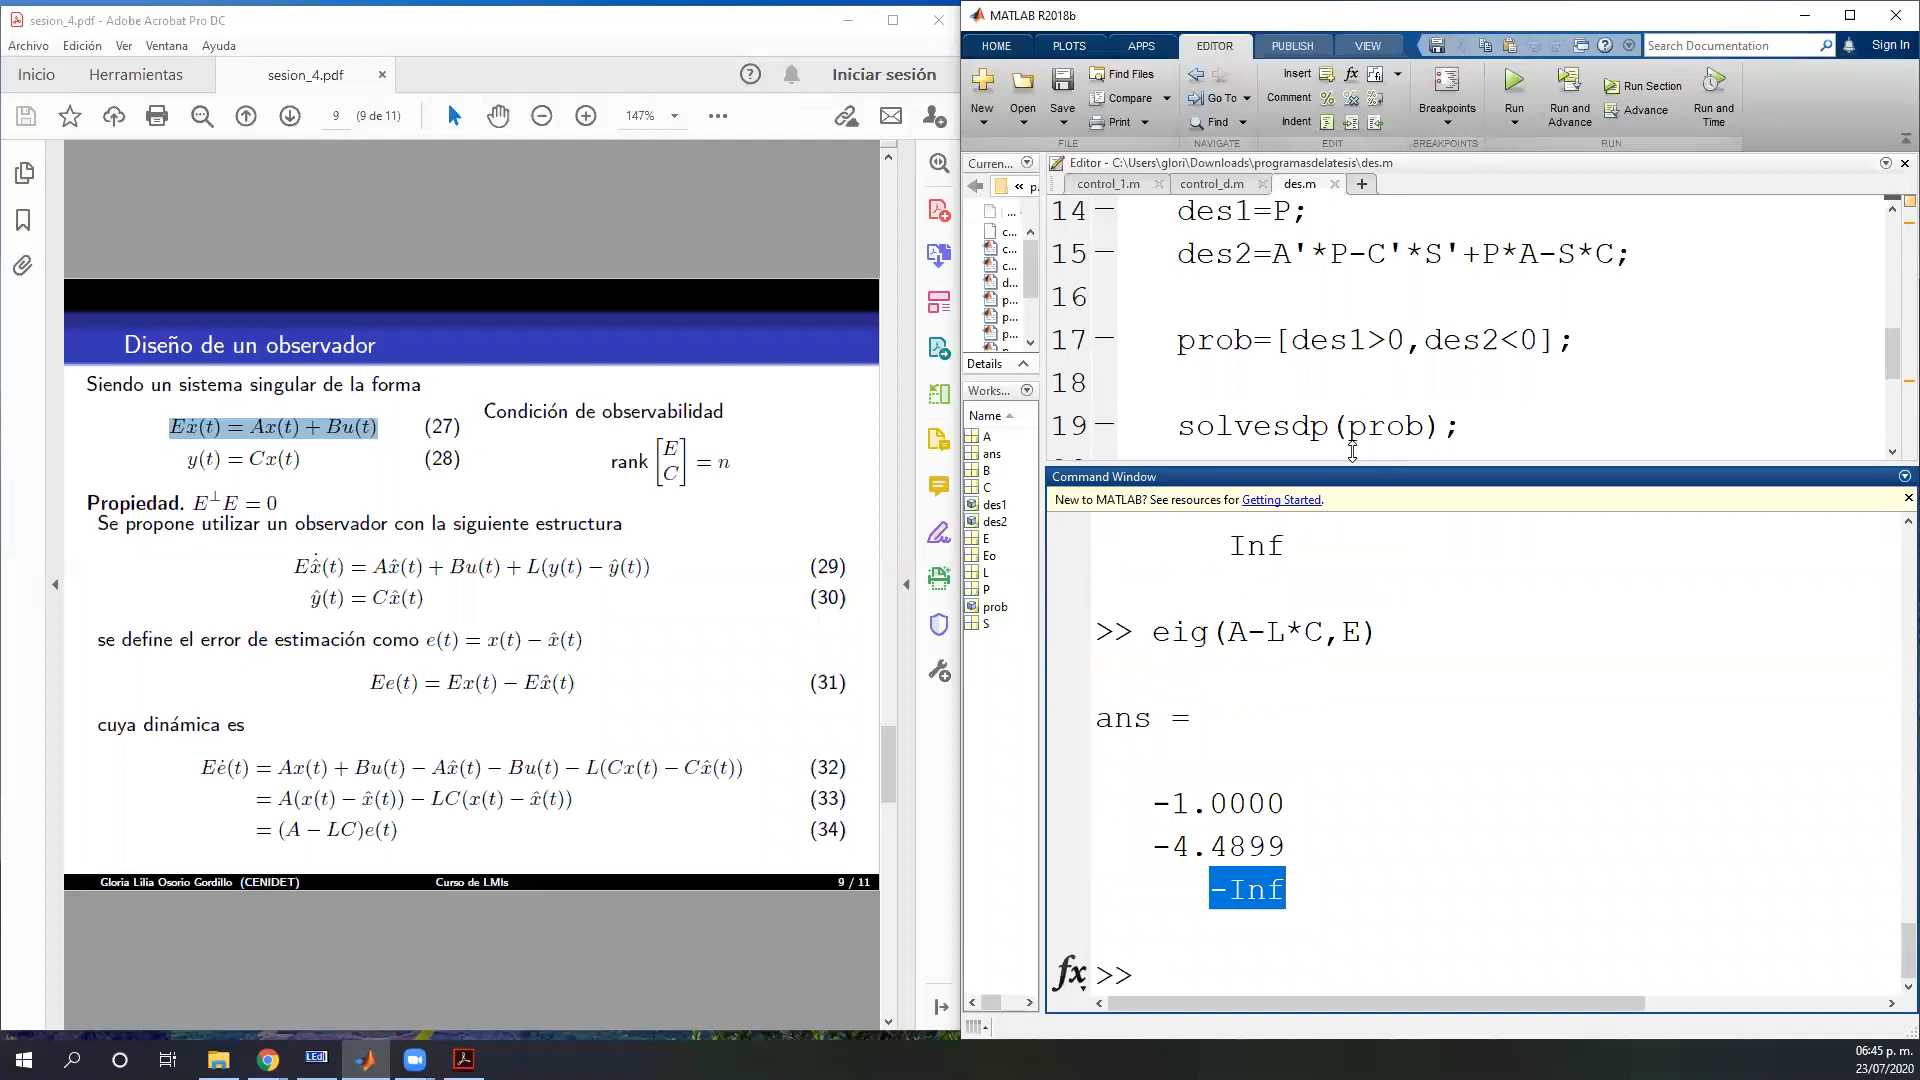 sesion_4.pdf - Adobe Acrobat Pro DC
Archivo Edición Ver Ventana Ayuda
Inicio Herramientas sesion_4.pdf × Iniciar sesión
9 (9 de 11) 147%
Diseño de un observador
Siendo un sistema singular de la forma
Eẋ(t) = Ax(t) + Bu(t) (27)
y(t) = Cx(t) (28)
Condición de observabilidad
rank [E C] = n
Propiedad. E⊥E = 0
Se propone utilizar un observador con la siguiente estructura
Eẋ̂(t) = Ax̂(t) + Bu(t) + L(y(t) − ŷ(t)) (29)
ŷ(t) = Cx̂(t) (30)
se define el error de estimación como e(t) = x(t) − x̂(t)
Ee(t) = Ex(t) − Ex̂(t) (31)
cuya dinámica es
Eė(t) = Ax(t) + Bu(t) − Ax̂(t) − Bu(t) − L(Cx(t) − Cx̂(t)) (32)
= A(x(t) − x̂(t)) − LC(x(t) − x̂(t)) (33)
= (A − LC)e(t) (34)
Gloria Lilia Osorio Gordillo (CENIDET) Curso de LMIs 9 / 11
MATLAB R2018b
HOME PLOTS APPS EDITOR PUBLISH VIEW Search Documentation Sign In
New Open Save Find Files Compare Print Go To Find Insert fx Comment Indent Breakpoints Run Run and Advance Run Section Advance Run and Time
FILE NAVIGATE EDIT BREAKPOINTS RUN
Curren...
« p.
...
c...
c...
c...
c...
d...
p...
p...
p...
Details
Works...
Name
A
ans
B
C
des1
des2
E
Eo
L
P
prob
S
Editor - C:\Users\glori\Downloads\programasdelatesis\des.m
control_1.m control_d.m des.m +
14 des1=P;
15 des2=A'*P-C'*S'+P*A-S*C;
16
17 prob=[des1>0,des2<0];
18
19 solvesdp(prob);
Command Window
New to MATLAB? See resources for Getting Started.
Inf
>> eig(A-L*C,E)
ans =
-1.0000
-4.4899
-Inf
fx >>
LEdi
06:45 p. m.
23/07/2020